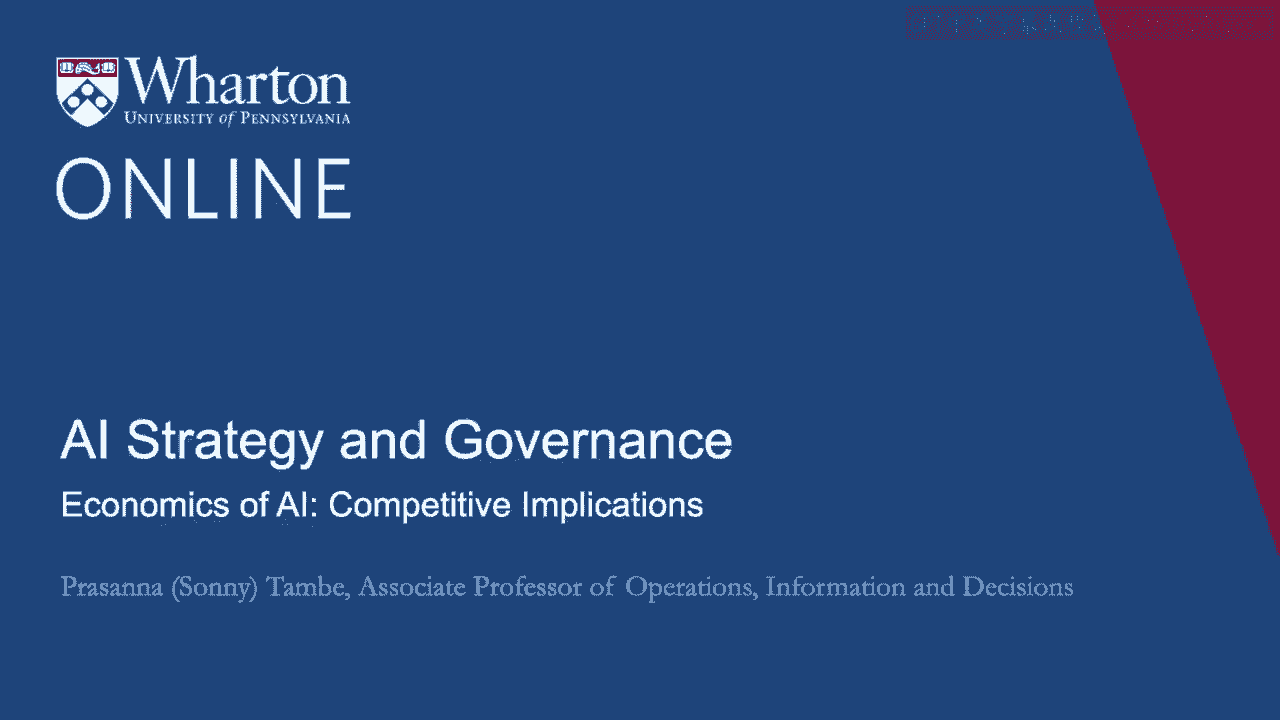 Wharton
UNIVERSITY of PENNSYLVANIA
ONLINE
AI Strategy and Governance
Economics of AI: Competitive Implications
Prasanna (Sonny) Tambe, Associate Professor of Operations, Information and Decisions